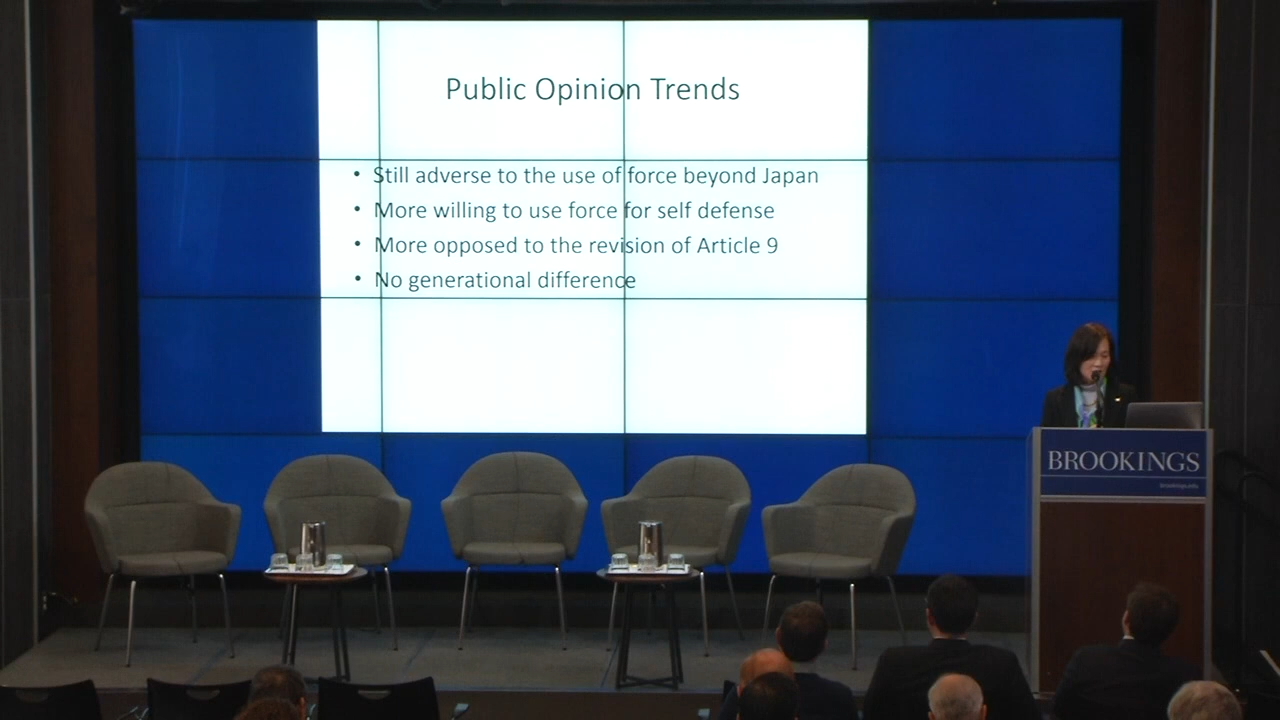 Public Opinion Trends
• Still adverse to the use of force beyond Japan
• More willing to use force for self defense
• More opposed to the revision of Article 9
• No generational difference
BROOKINGS
brookings.edu